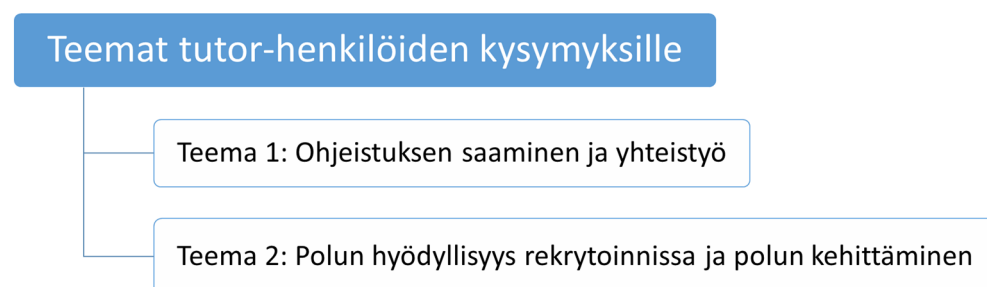 Teemat tutor-henkilöiden kysymyksille
Teema 1: Ohjeistuksen saaminen ja yhteistyö
Teema 2: Polun hyödyllisyys rekrytoinnissa ja polun kehittäminen